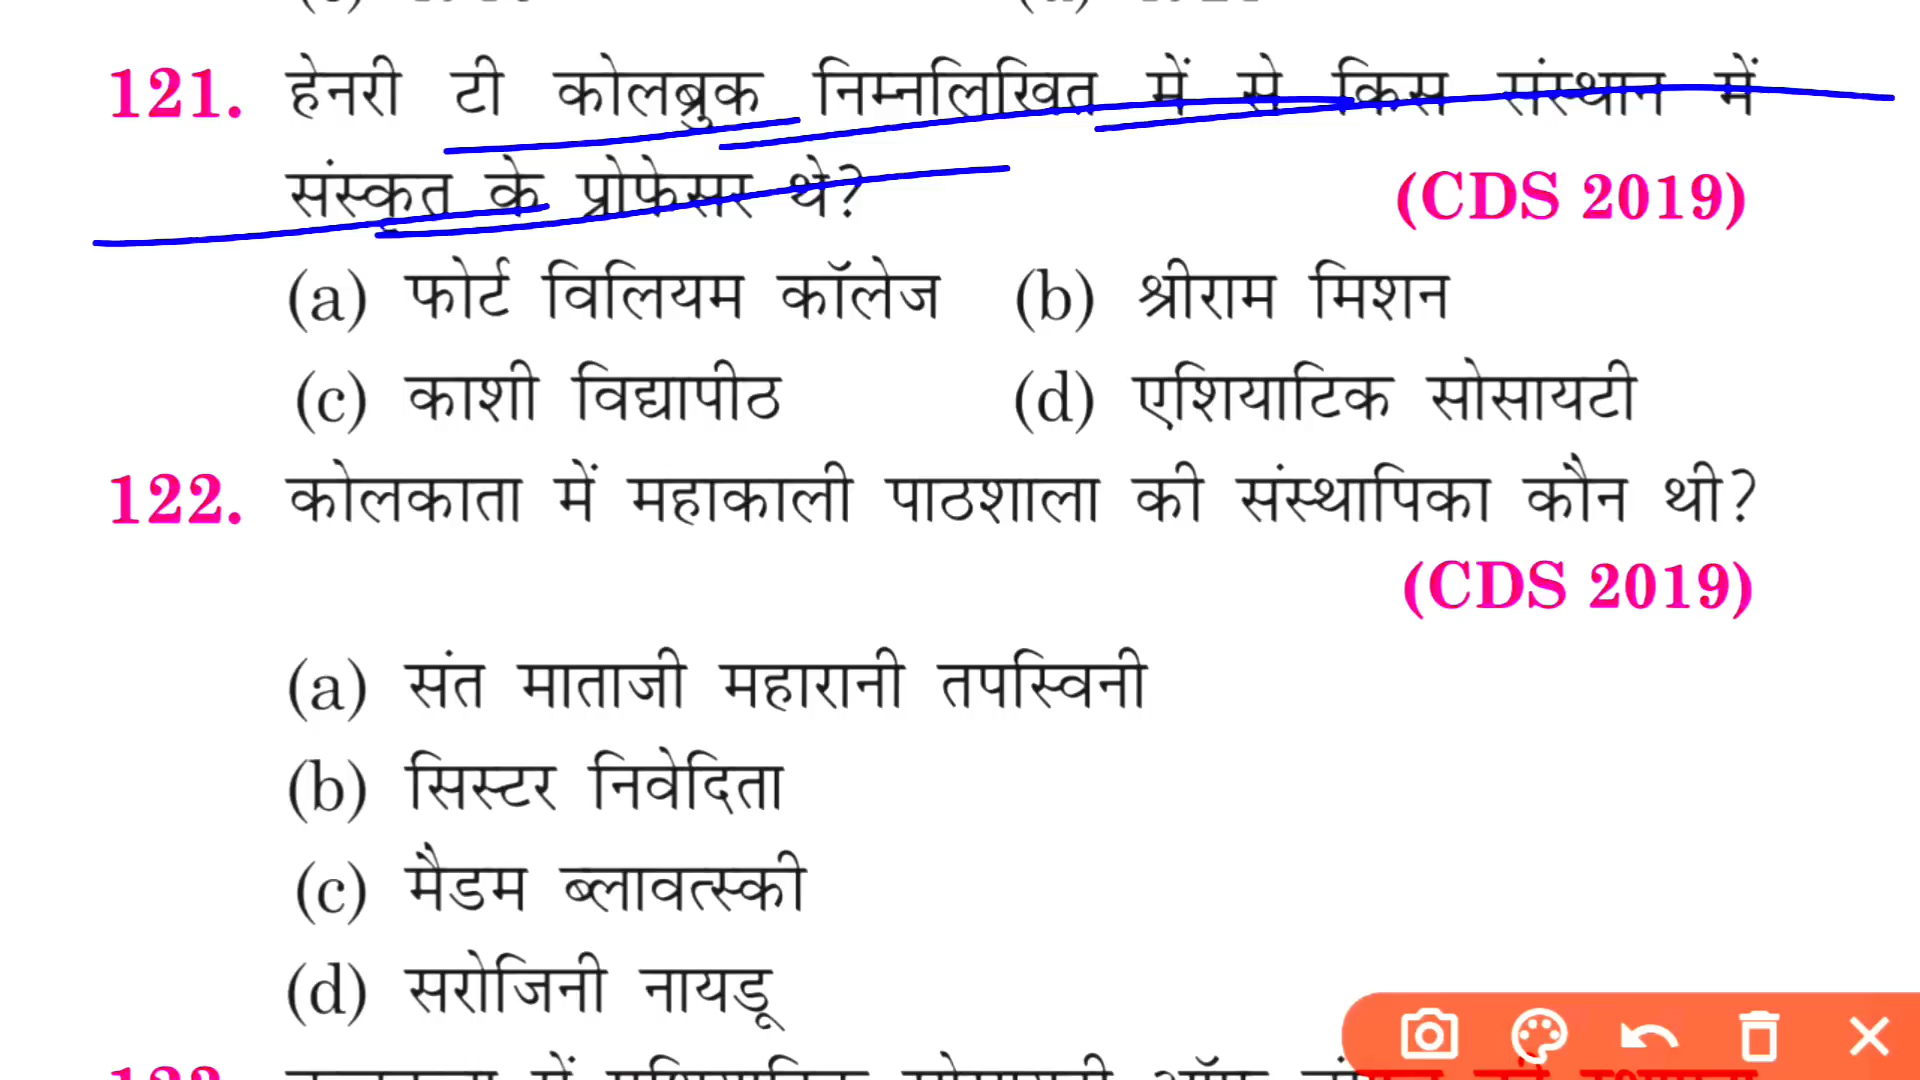 121. हेनरी टी कोलब्रुक निम्नलिखित में से किस संस्थान में
संस्कृत के प्रोफेसर थे? (CDS 2019)
(a) फोर्ट विलियम कॉलेज (b) श्रीराम मिशन
(c) काशी विद्यापीठ (d) एशियाटिक सोसायटी
122. कोलकाता में महाकाली पाठशाला की संस्थापिका कौन थी?
(CDS 2019)
(a) संत माताजी महारानी तपस्विनी
(b) सिस्टर निवेदिता
(c) मैडम ब्लावत्स्की
(d) सरोजिनी नायडू